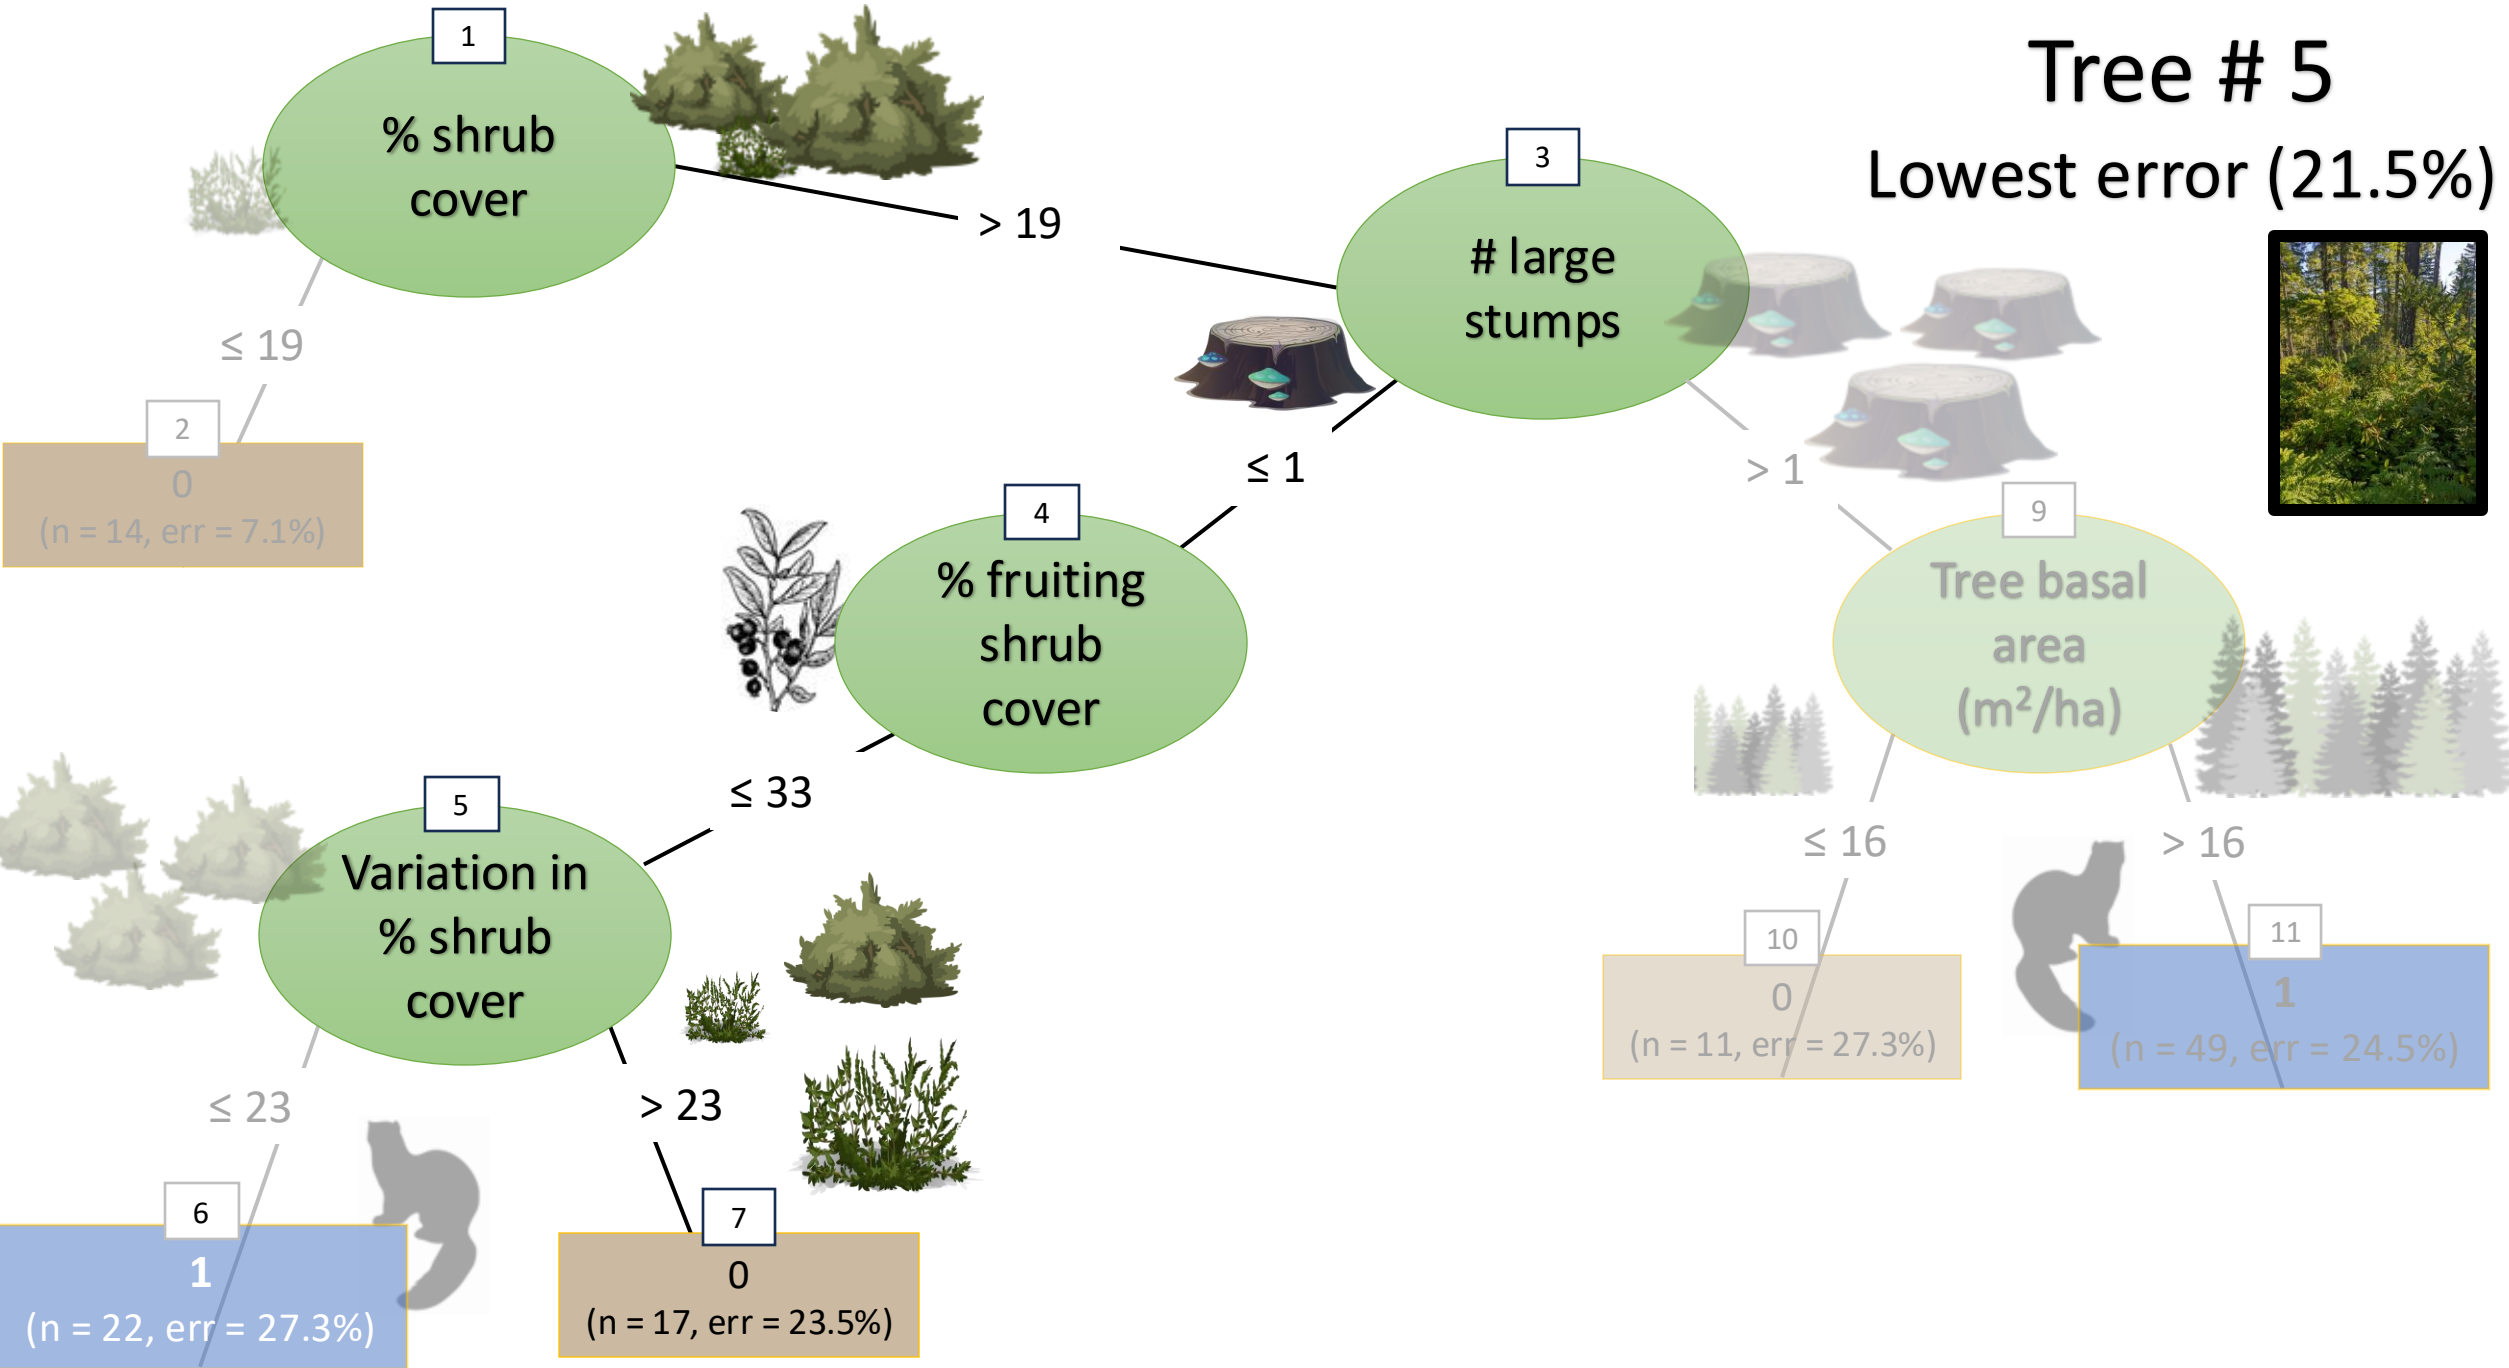 Tree # 5
Lowest error (21.5%)
1
% shrub
cover
> 19
≤ 19
2
0
(n = 14, err = 7.1%)
3
# large
stumps
≤ 1
> 1
4
% fruiting
shrub
cover
≤ 33
5
Variation in
% shrub
cover
≤ 23
> 23
6
1
(n = 22, err = 27.3%)
7
0
(n = 17, err = 23.5%)
9
Tree basal
area
(m²/ha)
≤ 16
> 16
10
0
(n = 11, err = 27.3%)
11
1
(n = 49, err = 24.5%)